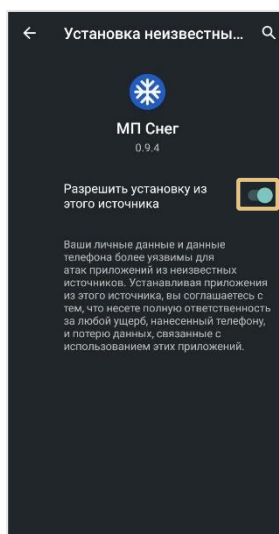 Установка неизвестны...
МП Снег
0.9.4
Разрешить установку из
этого источника
Ваши личные данные и данные
телефона более уязвимы для
атак приложений из неизвестных
источников. Устанавливая приложения
из этого источника, вы соглашаетесь с
тем, что несете полную ответственность
за любой ущерб, нанесенный телефону,
и потерю данных, связанные с
использованием этих приложений.